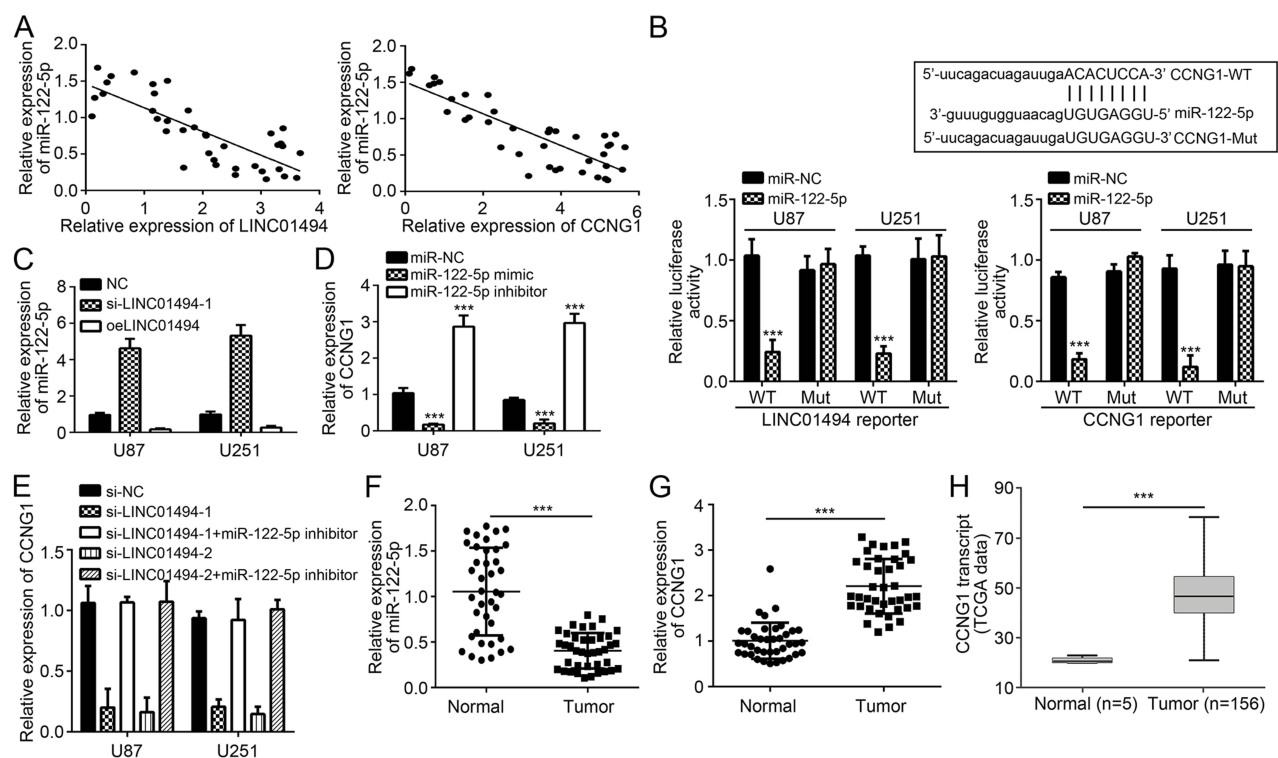 A
Relative expression
of miR-122-5p
2.0
1.5
1.0
0.5
0.0
0
1
2
3
4
Relative expression of LINC01494
Relative expression
of miR-122-5p
2.0
1.5
1.0
0.5
0.0
0
2
4
6
Relative expression of CCNG1
B
5'-uucagacuagauugaACACUCCA-3' CCNG1-WT
3'-guuuugugguaacagUGUGAGGU-5' miR-122-5p
5'-uucagacuagauugaUGUGAGGU-3' CCNG1-Mut
miR-NC
miR-122-5p
Relative luciferase
activity
1.5
1.0
0.5
0.0
U87
U251
***
***
WT
Mut
WT
Mut
LINC01494 reporter
miR-NC
miR-122-5p
Relative luciferase
activity
1.5
1.0
0.5
0.0
U87
U251
***
***
WT
Mut
WT
Mut
CCNG1 reporter
C
NC
si-LINC01494-1
oeLINC01494
Relative expression
of miR-122-5p
8
6
4
2
0
U87
U251
D
miR-NC
miR-122-5p mimic
miR-122-5p inhibitor
Relative expression
of CCNG1
4
3
2
1
0
***
***
***
***
U87
U251
E
si-NC
si-LINC01494-1
si-LINC01494-1+miR-122-5p inhibitor
si-LINC01494-2
si-LINC01494-2+miR-122-5p inhibitor
Relative expression of CCNG1
1.5
1.0
0.5
0.0
U87
U251
F
Relative expression
of miR-122-5p
2.0
1.5
1.0
0.5
0.0
***
Normal
Tumor
G
Relative expression
of CCNG1
4
3
2
1
0
***
Normal
Tumor
H
CCNG1 transcript
(TCGA data)
90
70
50
30
10
***
Normal (n=5)
Tumor (n=156)